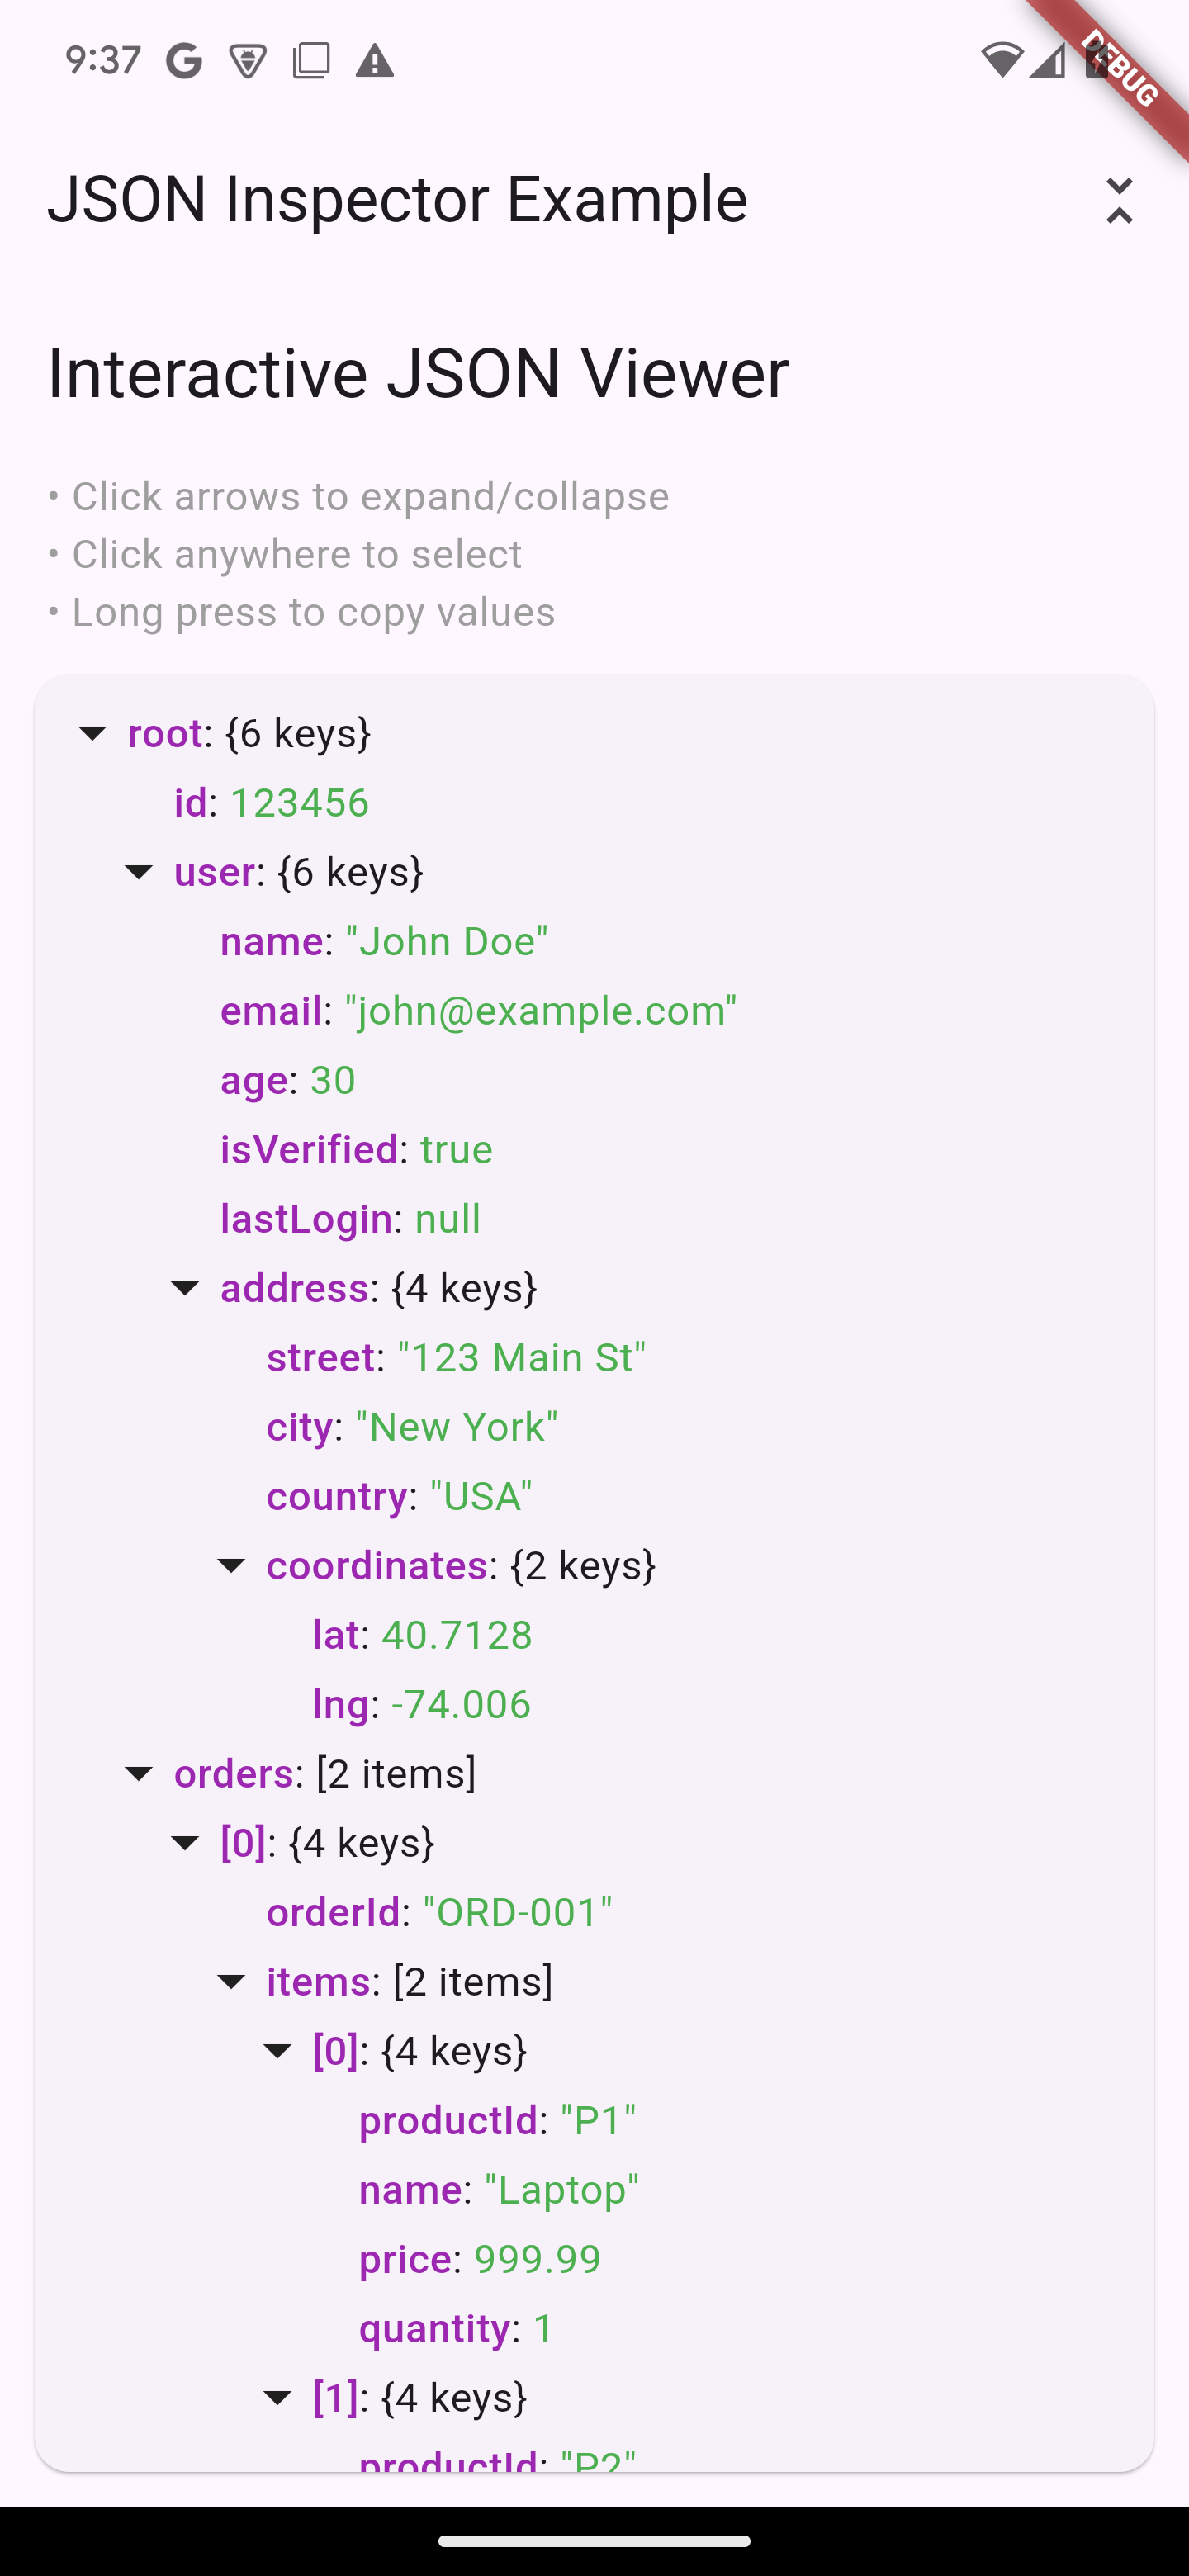 9:37
DEBUG
JSON Inspector Example
Interactive JSON Viewer
• Click arrows to expand/collapse
• Click anywhere to select
• Long press to copy values
root: {6 keys}
id: 123456
user: {6 keys}
name: "John Doe"
email: "john@example.com"
age: 30
isVerified: true
lastLogin: null
address: {4 keys}
street: "123 Main St"
city: "New York"
country: "USA"
coordinates: {2 keys}
lat: 40.7128
lng: -74.006
orders: [2 items]
[0]: {4 keys}
orderId: "ORD-001"
items: [2 items]
[0]: {4 keys}
productId: "P1"
name: "Laptop"
price: 999.99
quantity: 1
[1]: {4 keys}
productId: "P2"